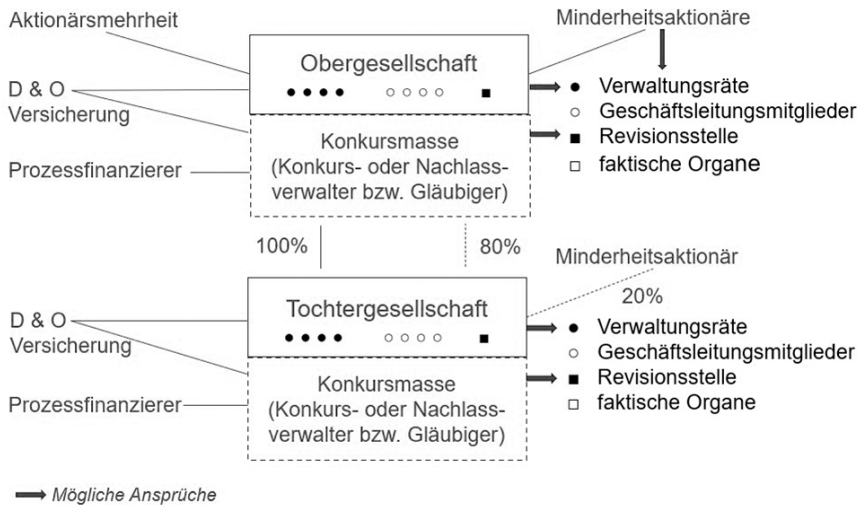 Aktionärsmehrheit
Minderheitsaktionäre
Obergesellschaft
D & O
Versicherung
Verwaltungsräte
Geschäftsleitungsmitglieder
Revisionsstelle
faktische Organe
Konkursmasse
(Konkurs- oder Nachlass-
verwalter bzw. Gläubiger)
Prozessfinanzierer
100%
80%
Minderheitsaktionär
20%
Tochtergesellschaft
D & O
Versicherung
Verwaltungsräte
Geschäftsleitungsmitglieder
Revisionsstelle
faktische Organe
Konkursmasse
(Konkurs- oder Nachlass-
verwalter bzw. Gläubiger)
Prozessfinanzierer
Mögliche Ansprüche